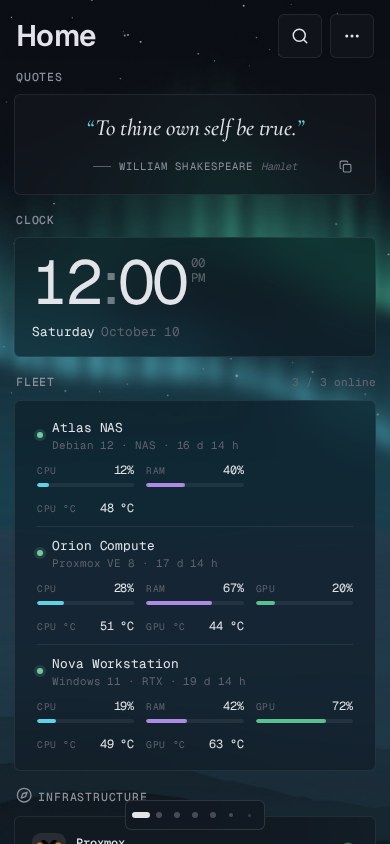 Home
QUOTES
“To thine own self be true.”
WILLIAM SHAKESPEARE Hamlet
CLOCK
12:00 00 PM
Saturday October 10
FLEET 3 / 3 online
Atlas NAS
Debian 12 · NAS · 16 d 14 h
CPU 12% RAM 40%
CPU °C 48 °C
Orion Compute
Proxmox VE 8 · 17 d 14 h
CPU 28% RAM 67% GPU 20%
CPU °C 51 °C GPU °C 44 °C
Nova Workstation
Windows 11 · RTX · 19 d 14 h
CPU 19% RAM 42% GPU 72%
CPU °C 49 °C GPU °C 63 °C
INFRASTRUCTURE
Proxmox